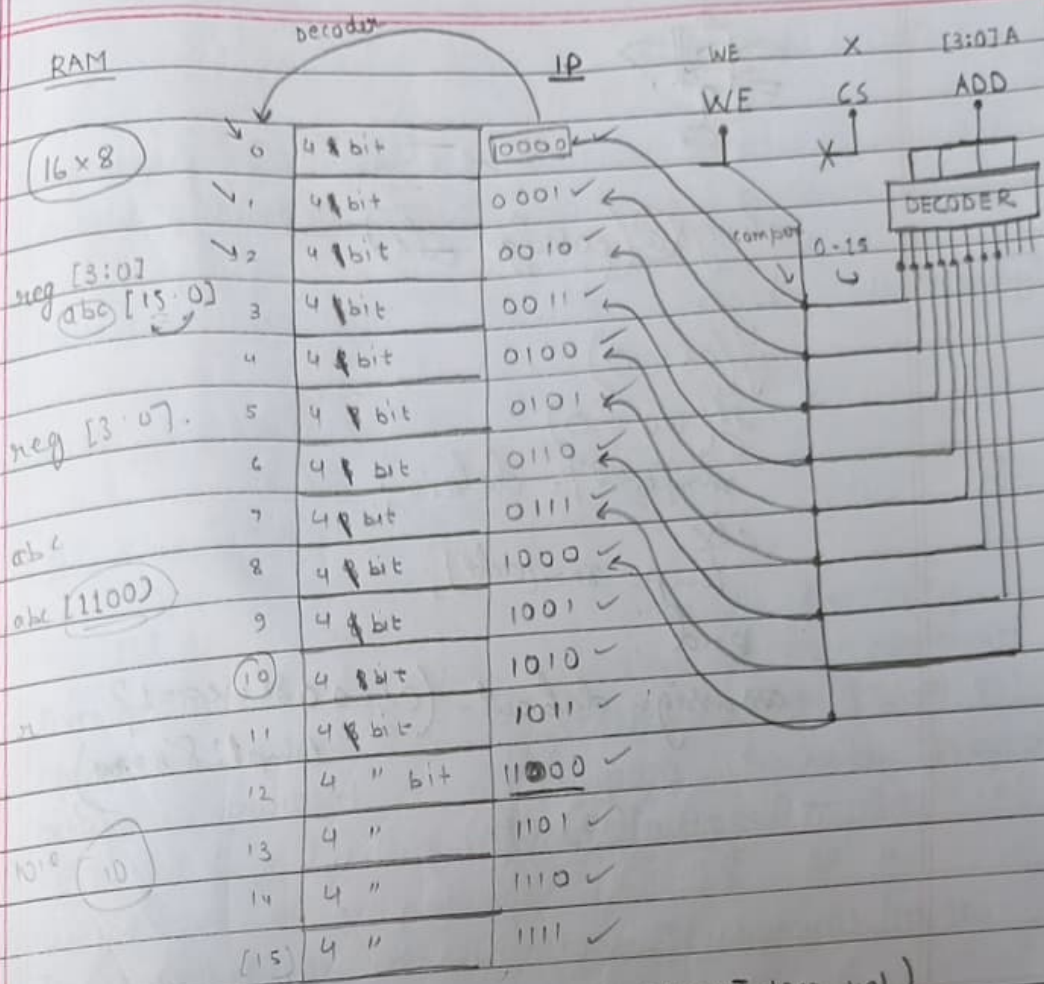 Decoder
RAM IP WE X [3:0] A
WE CS ADD
X
16 x 8
0 4 bit 0000 ✓
DECODER
1 4 bit 0001 ✓
2 4 bit 0010 ✓ 0-15
reg [3:0]
abc [15:0]
3 4 bit 0011 ✓
4 4 bit 0100 ✓
5 4 bit 0101 ✓
reg [3:0].
6 4 bit 0110 ✓
7 4 bit 0111 ✓
abc
8 4 bit 1000 ✓
abc [1100)
9 4 bit 1001 ✓
10 4 bit 1010 ✓
11 4 bit 1011 ✓
12 4 " bit 11000 ✓
13 4 " 1101 ✓
1010 10
14 4 " 1110 ✓
[15] 4 " 1111 ✓